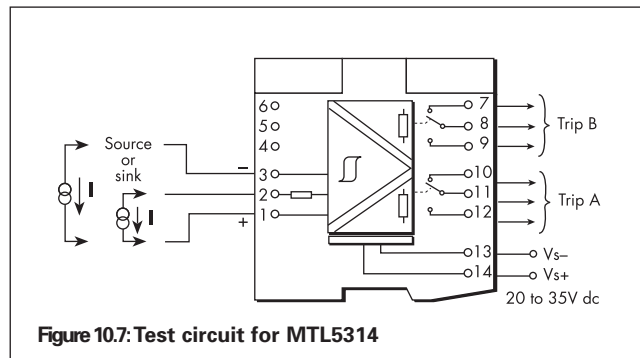 6
5
4
3
2
1
Source
or
sink
I
I
–
+
7
8
9
10
11
12
13
14
Trip B
Trip A
Vs–
Vs+
20 to 35V dc
Figure 10.7: Test circuit for MTL5314